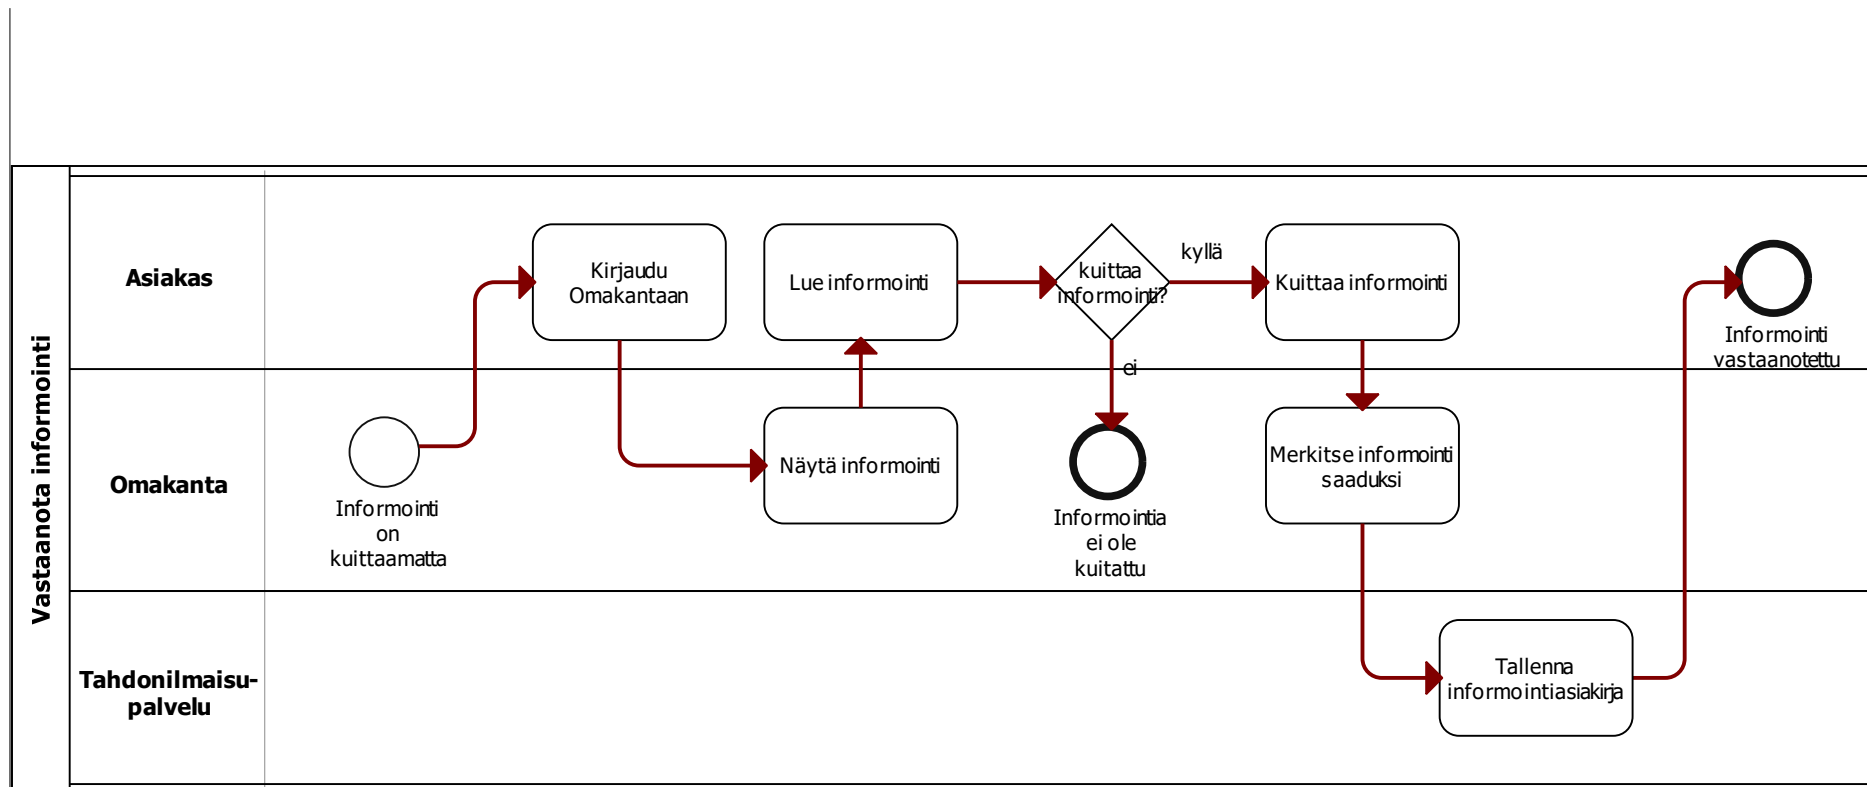 Vastaanota informointi
Asiakas
Kirjaudu
Omakantaan
Lue informointi
kuittaa
informointi?
kyllä
ei
Kuittaa informointi
Informointi
vastaanotettu
Omakanta
Informointi
on
kuittaamatta
Näytä informointi
Informointia
ei ole
kuitattu
Merkitse informointi
saaduksi
Tahdonilmaisu-
palvelu
Tallenna
informointiasiakirja